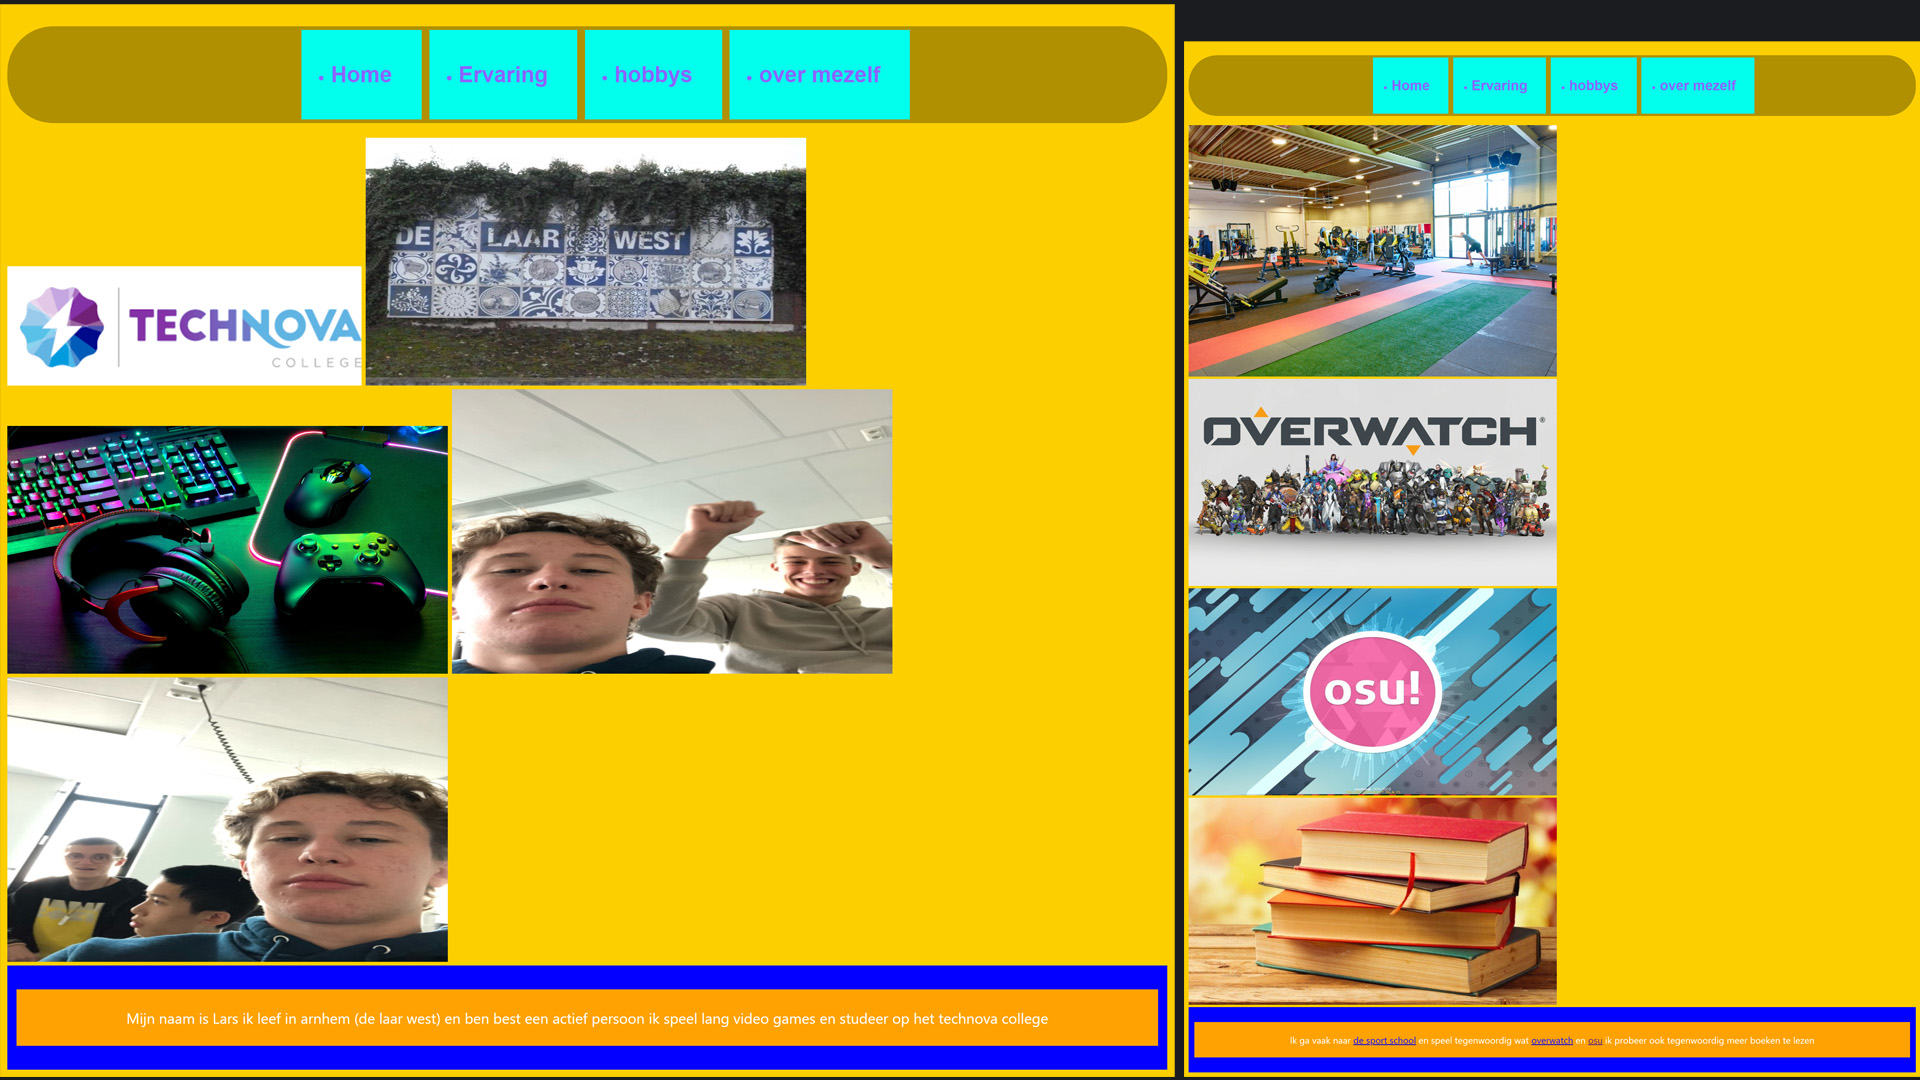 • Home
• Ervaring
• hobbys
• over mezelf
DE LAAR WEST
TECHNOVA
COLLEGE
Mijn naam is Lars ik leef in arnhem (de laar west) en ben best een actief persoon ik speel lang video games en studeer op het technova college
• Home
• Ervaring
• hobbys
• over mezelf
OVERWATCH®
osu!
Ik ga vaak naar de sport school en speel tegenwoordig wat overwatch en osu ik probeer ook tegenwoordig meer boeken te lezen